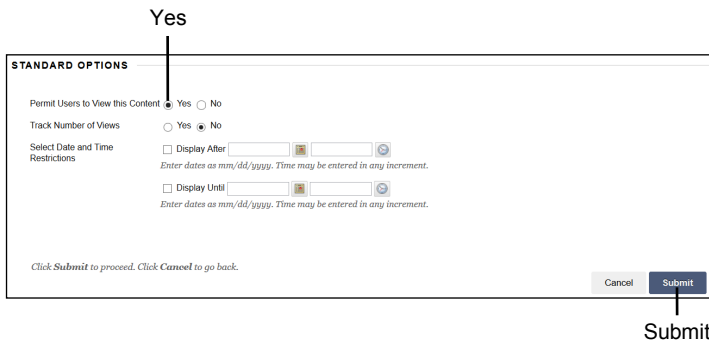 Yes
STANDARD OPTIONS
Permit Users to View this Content Yes No
Track Number of Views Yes No
Select Date and Time Restrictions Display After
Enter dates as mm/dd/yyyy. Time may be entered in any increment.
Display Until
Enter dates as mm/dd/yyyy. Time may be entered in any increment.
Click Submit to proceed. Click Cancel to go back.
Cancel Submit
Submit